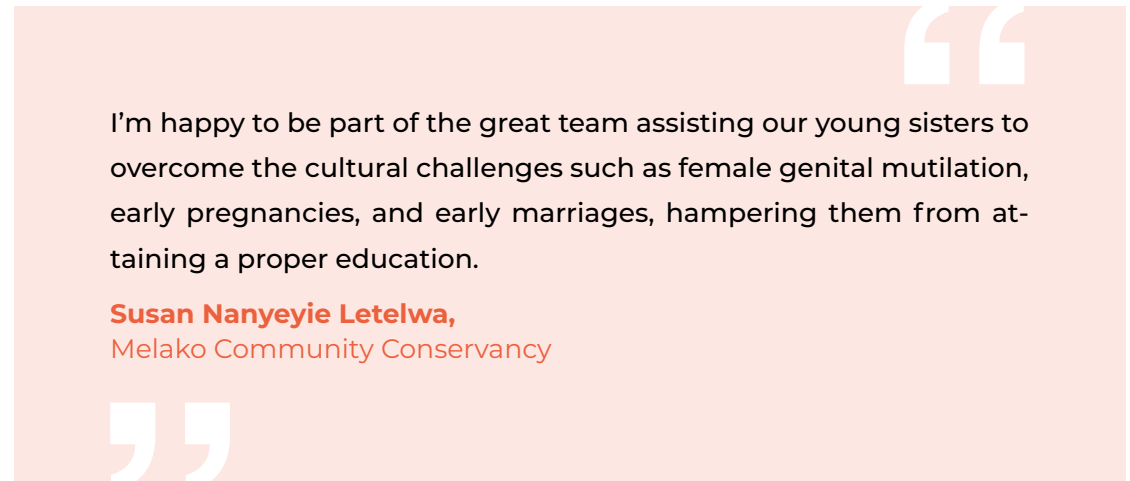 I’m happy to be part of the great team assisting our young sisters to
overcome the cultural challenges such as female genital mutilation,
early pregnancies, and early marriages, hampering them from at-
taining a proper education.
Susan Nanyeyie Letelwa,
Melako Community Conservancy